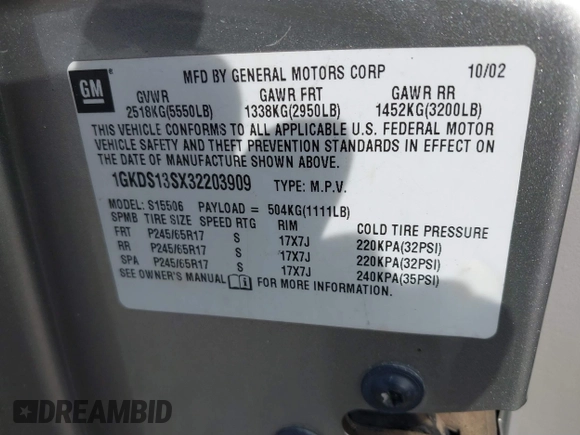 GM
MFD BY GENERAL MOTORS CORP 10/02
GVWR GAWR FRT GAWR RR
2518KG(5550LB) 1338KG(2950LB) 1452KG(3200LB)
THIS VEHICLE CONFORMS TO ALL APPLICABLE U.S. FEDERAL MOTOR
VEHICLE SAFETY AND THEFT PREVENTION STANDARDS IN EFFECT ON
THE DATE OF MANUFACTURE SHOWN ABOVE.
1GKDS13SX32203909 TYPE: M.P.V.
MODEL: S15506 PAYLOAD = 504KG(1111LB)
SPMB TIRE SIZE SPEED RTG RIM COLD TIRE PRESSURE
FRT P245/65R17 S 17X7J 220KPA(32PSI)
RR P245/65R17 S 17X7J 220KPA(32PSI)
SPA P245/65R17 S 17X7J 240KPA(35PSI)
SEE OWNER'S MANUAL FOR MORE INFORMATION.
DREAMBID